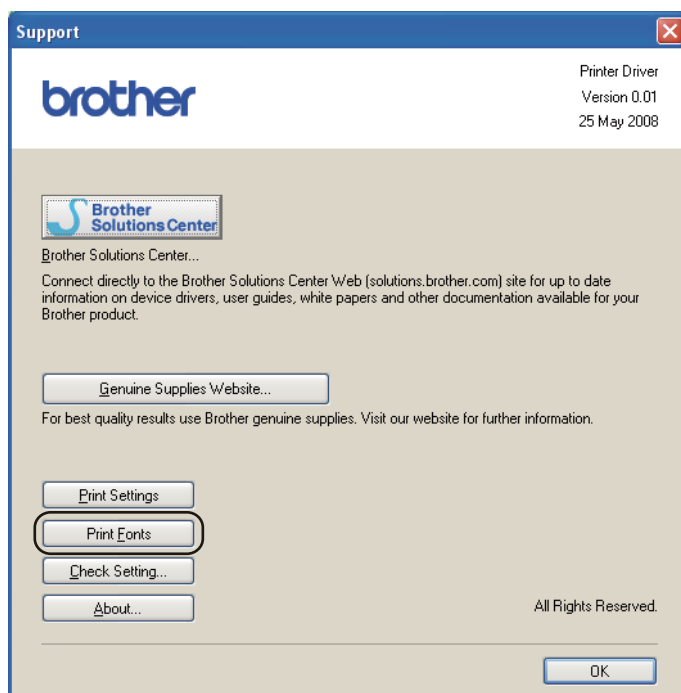 Support
brother
Printer Driver
Version 0.01
25 May 2008
Brother
Solutions Center
Brother Solutions Center...
Connect directly to the Brother Solutions Center Web (solutions.brother.com) site for up to date
information on device drivers, user guides, white papers and other documentation available for your
Brother product.
Genuine Supplies Website...
For best quality results use Brother genuine supplies. Visit our website for further information.
Print Settings
Print Fonts
Check Setting...
About...
All Rights Reserved.
OK